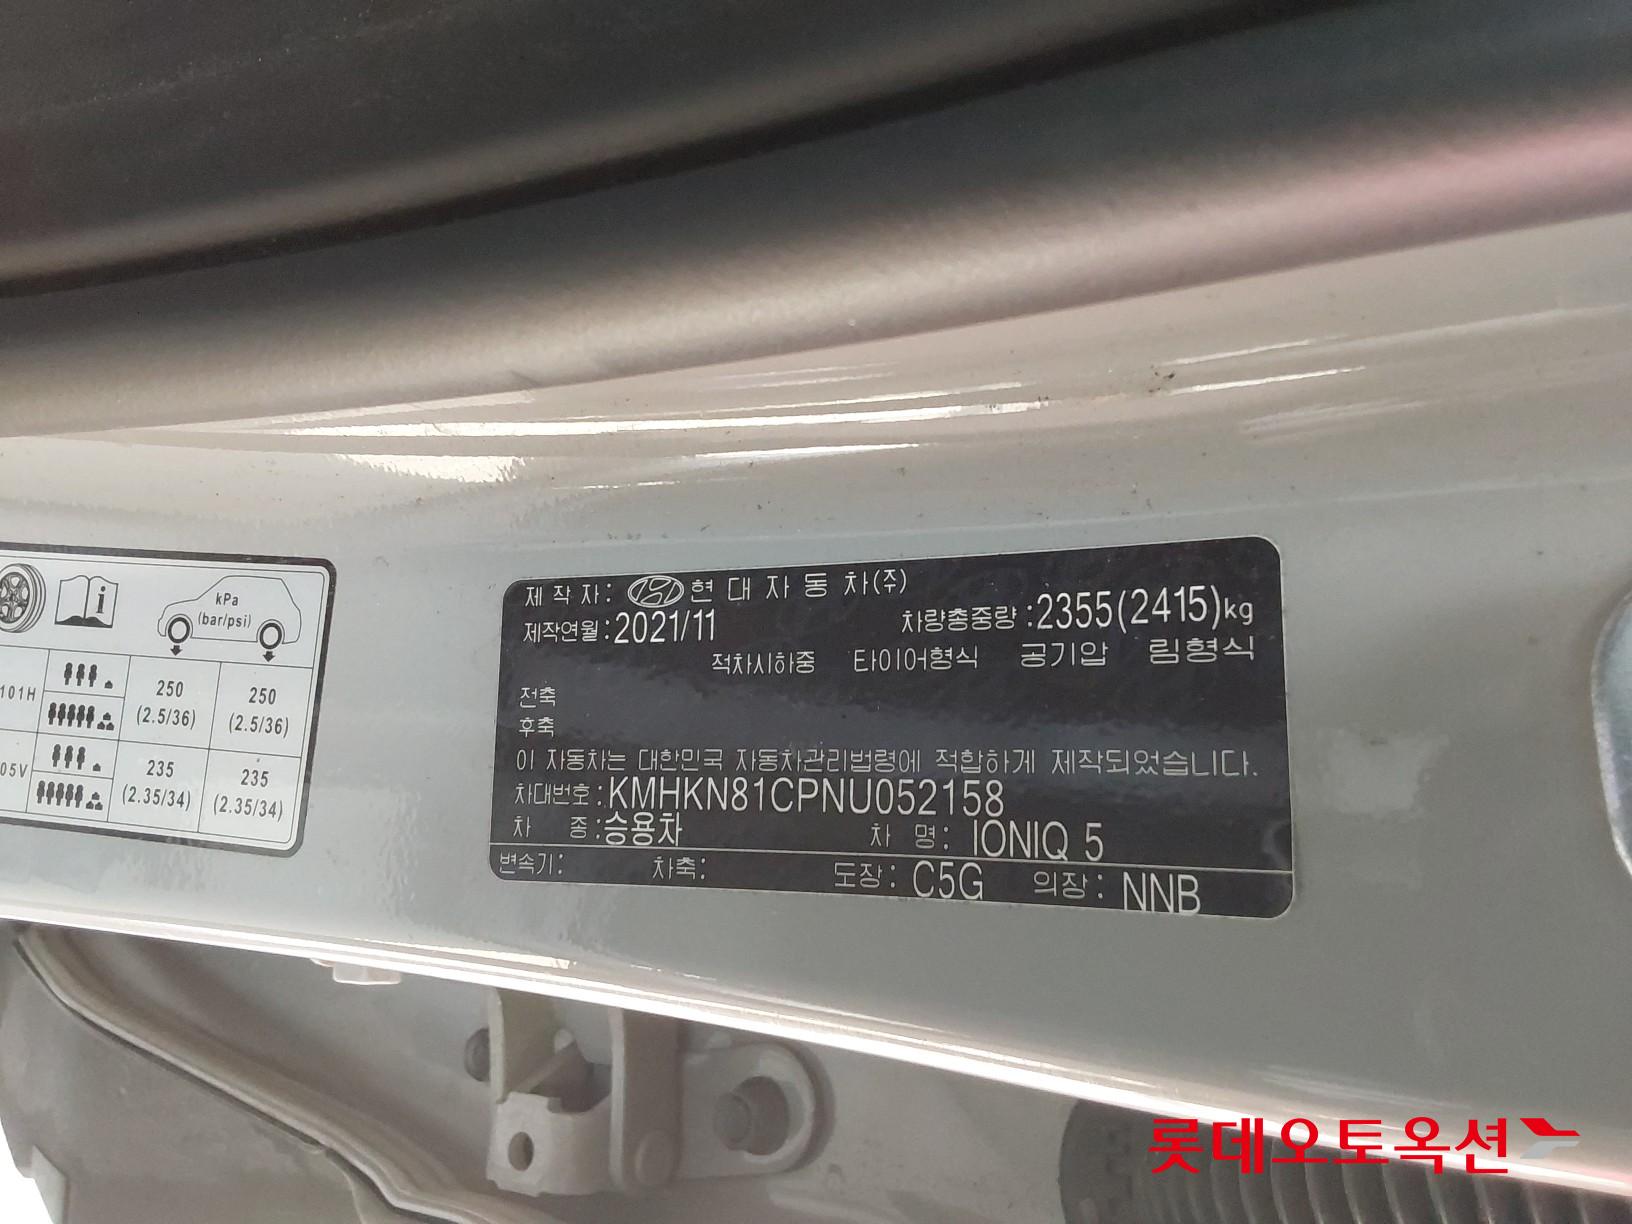 kPa
(bar/psi)
101H
250
(2.5/36)
250
(2.5/36)
05V
235
(2.35/34)
235
(2.35/34)
제작자: 현대자동차(주)
제작연월: 2021/11 차량총중량: 2355(2415)kg
적차시하중 타이어형식 공기압 림형식
전축
후축
이 자동차는 대한민국 자동차관리법령에 적합하게 제작되었습니다.
차대번호: KMHKN81CPNU052158
차 종: 승용차 차 명: IONIQ 5
변속기: 차축: 도장: C5G 의장: NNB
롯데오토옥션